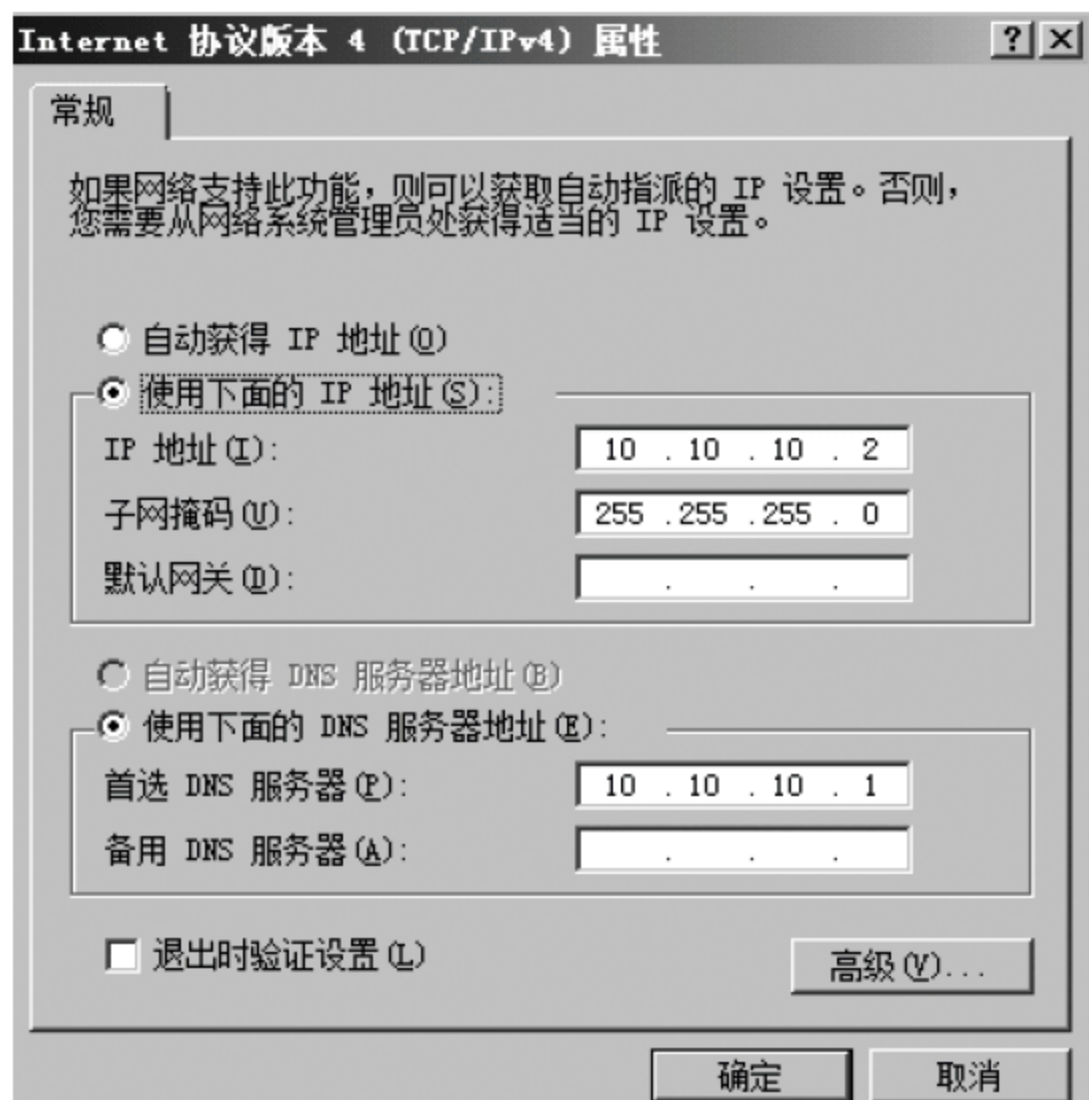 Internet 协议版本 4 (TCP/IPv4) 属性
常规
如果网络支持此功能，则可以获取自动指派的 IP 设置。否则，
您需要从网络系统管理员处获得适当的 IP 设置。
自动获得 IP 地址(O)
使用下面的 IP 地址(S):
IP 地址(I): 10 . 10 . 10 . 2
子网掩码(U): 255 . 255 . 255 . 0
默认网关(D): . . .
自动获得 DNS 服务器地址(B)
使用下面的 DNS 服务器地址(E):
首选 DNS 服务器(P): 10 . 10 . 10 . 1
备用 DNS 服务器(A): . . .
退出时验证设置(L)
高级(V)...
确定 取消